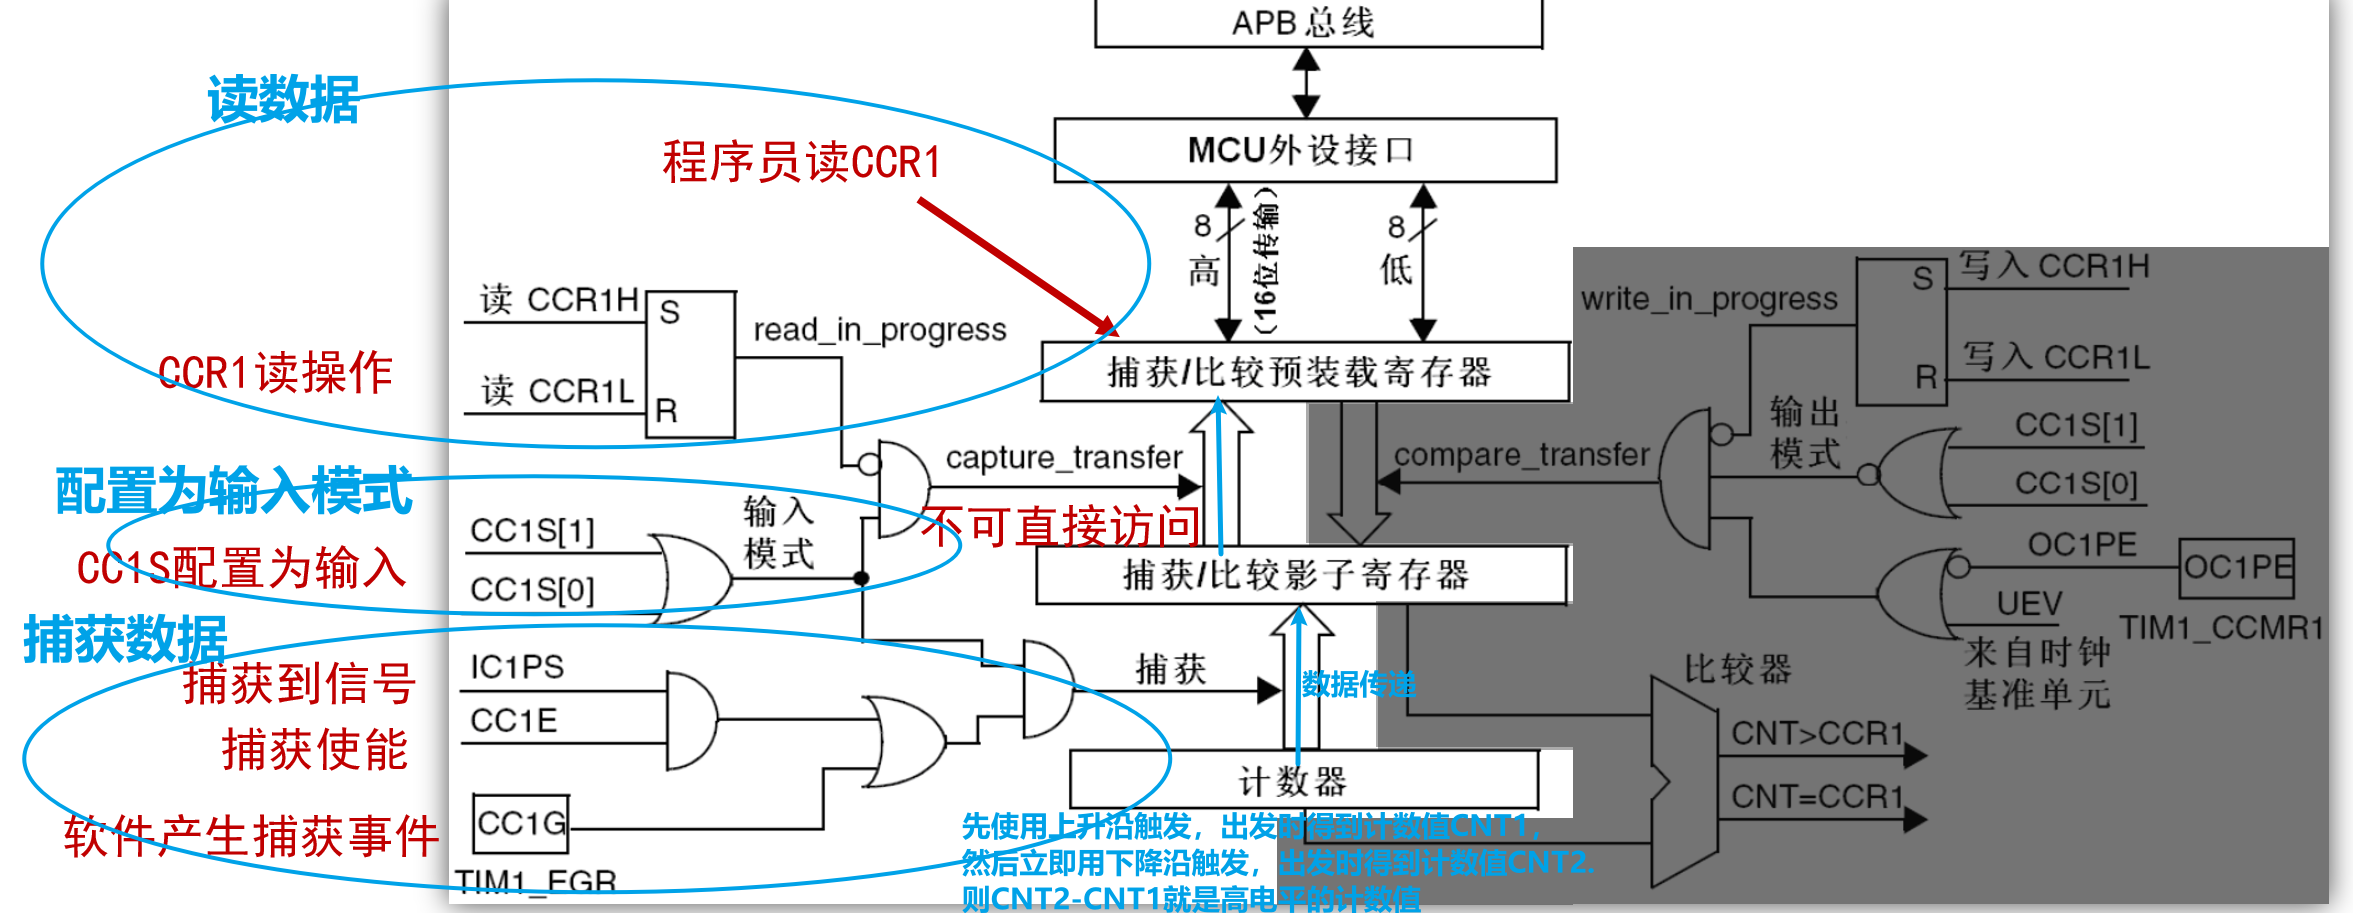 APB 总线
读数据
程序员读CCR1
MCU外设接口
8
高
(16位传输)
8
低
读 CCR1H
S
read_in_progress
CCR1读操作
读 CCR1L
R
捕获/比较预装载寄存器
write_in_progress
S
写入 CCR1H
R
写入 CCR1L
配置为输入模式
capture_transfer
compare_transfer
输出
模式
CC1S[1]
CC1S[0]
CC1S[1]
输入
模式
不可直接访问
CC1S配置为输入
CC1S[0]
捕获/比较影子寄存器
OC1PE
OC1PE
UEV
TIM1_CCMR1
来自时钟
基准单元
捕获数据
捕获到信号
IC1PS
捕获
数据传递
比较器
捕获使能
CC1E
CNT>CCR1
计数器
CNT=CCR1
软件产生捕获事件
CC1G
TIM1_EGR
先使用上升沿触发，出发时得到计数值CNT1，
然后立即用下降沿触发，出发时得到计数值CNT2.
则CNT2-CNT1就是高电平的计数值